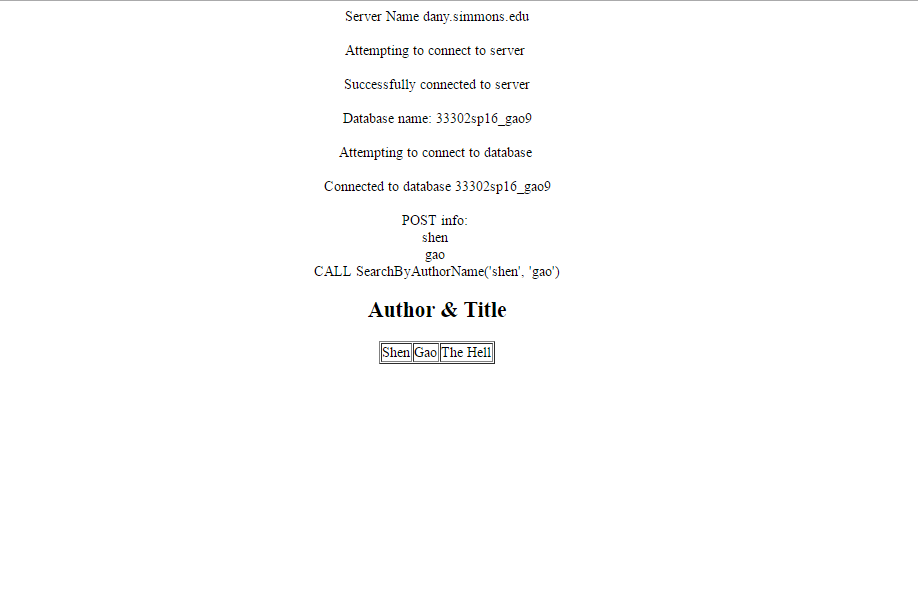 Server Name dany.simmons.edu
Attempting to connect to server
Successfully connected to server
Database name: 33302sp16_gao9
Attempting to connect to database
Connected to database 33302sp16_gao9
POST info:
shen
gao
CALL SearchByAuthorName('shen', 'gao')
Author & Title
Shen Gao The Hell